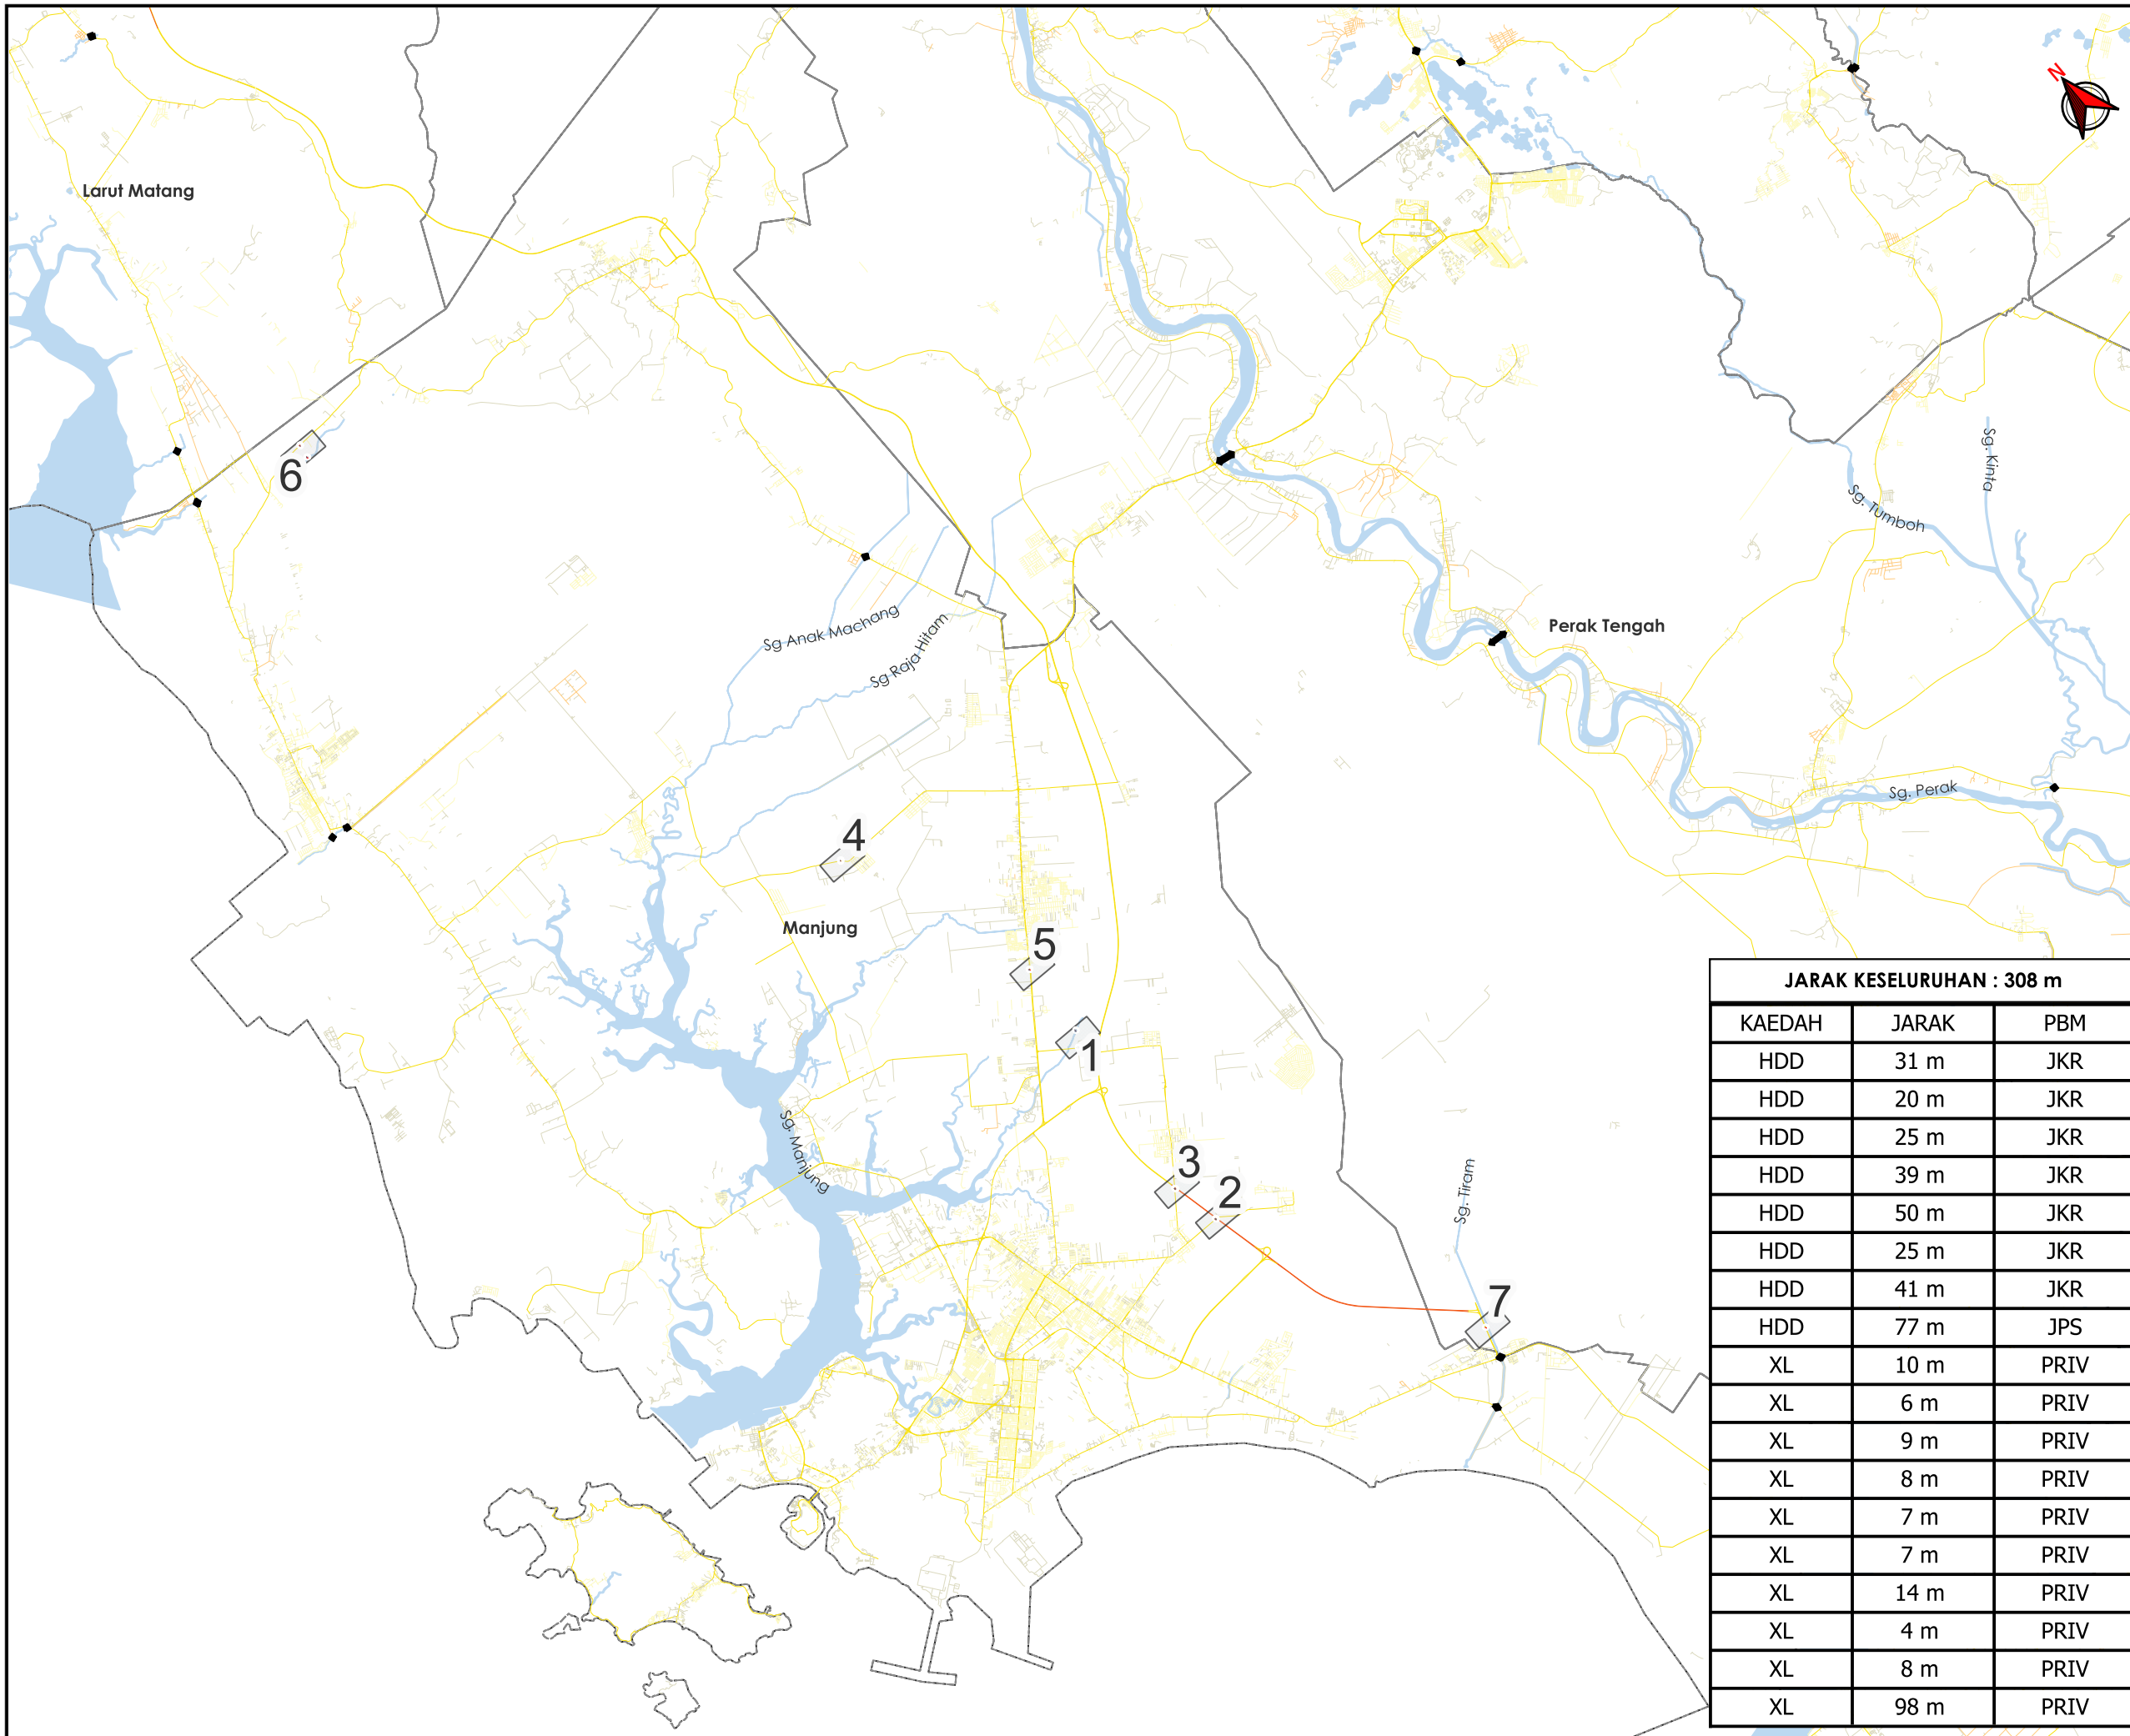 N
Larut Matang
6
Sg. Kinta
Sg. Tumboh
Sg Anak Machang
Sg Raja Hitam
Perak Tengah
Sg. Perak
4
Manjung
5
1
Sg. Manjung
3
2
Sg. Tiram
7
JARAK KESELURUHAN : 308 m
KAEDAH JARAK PBM
HDD 31 m JKR
HDD 20 m JKR
HDD 25 m JKR
HDD 39 m JKR
HDD 50 m JKR
HDD 25 m JKR
HDD 41 m JKR
HDD 77 m JPS
XL 10 m PRIV
XL 6 m PRIV
XL 9 m PRIV
XL 8 m PRIV
XL 7 m PRIV
XL 7 m PRIV
XL 14 m PRIV
XL 4 m PRIV
XL 8 m PRIV
XL 98 m PRIV